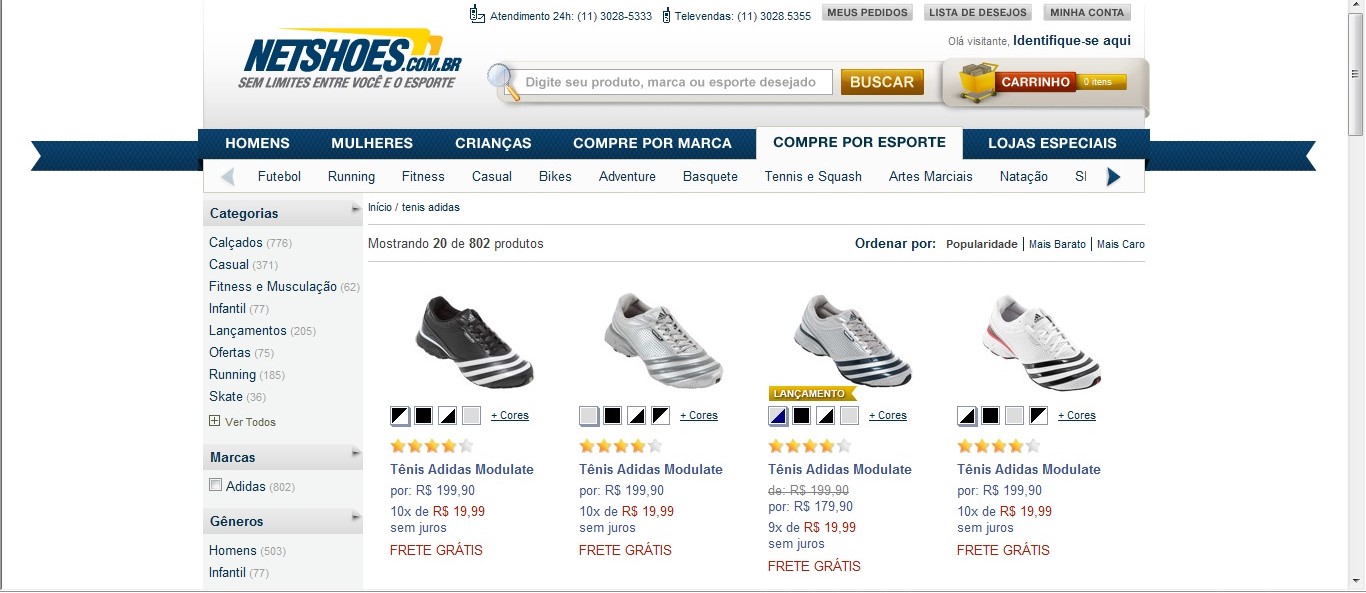 Atendimento 24h: (11) 3028-5333 Televendas: (11) 3028.5355 MEUS PEDIDOS LISTA DE DESEJOS MINHA CONTA
Olá visitante, Identifique-se aqui
NETSHOES.COM.BR
SEM LIMITES ENTRE VOCÊ E O ESPORTE
Digite seu produto, marca ou esporte desejado BUSCAR CARRINHO 0 itens
HOMENS MULHERES CRIANÇAS COMPRE POR MARCA COMPRE POR ESPORTE LOJAS ESPECIAIS
Futebol Running Fitness Casual Bikes Adventure Basquete Tennis e Squash Artes Marciais Natação
Categorias
Calçados (776)
Casual (371)
Fitness e Musculação (62)
Infantil (77)
Lançamentos (205)
Ofertas (75)
Running (185)
Skate (36)
Ver Todos
Marcas
Adidas (802)
Gêneros
Homens (503)
Infantil (77)
Início / tenis adidas
Mostrando 20 de 802 produtos Ordenar por: Popularidade | Mais Barato | Mais Caro
+ Cores
Tênis Adidas Modulate
por: R$ 199,90
10x de R$ 19,99
sem juros
FRETE GRÁTIS
+ Cores
Tênis Adidas Modulate
por: R$ 199,90
10x de R$ 19,99
sem juros
FRETE GRÁTIS
LANÇAMENTO
+ Cores
Tênis Adidas Modulate
de: R$ 199,90
por: R$ 179,90
9x de R$ 19,99
sem juros
FRETE GRÁTIS
+ Cores
Tênis Adidas Modulate
por: R$ 199,90
10x de R$ 19,99
sem juros
FRETE GRÁTIS